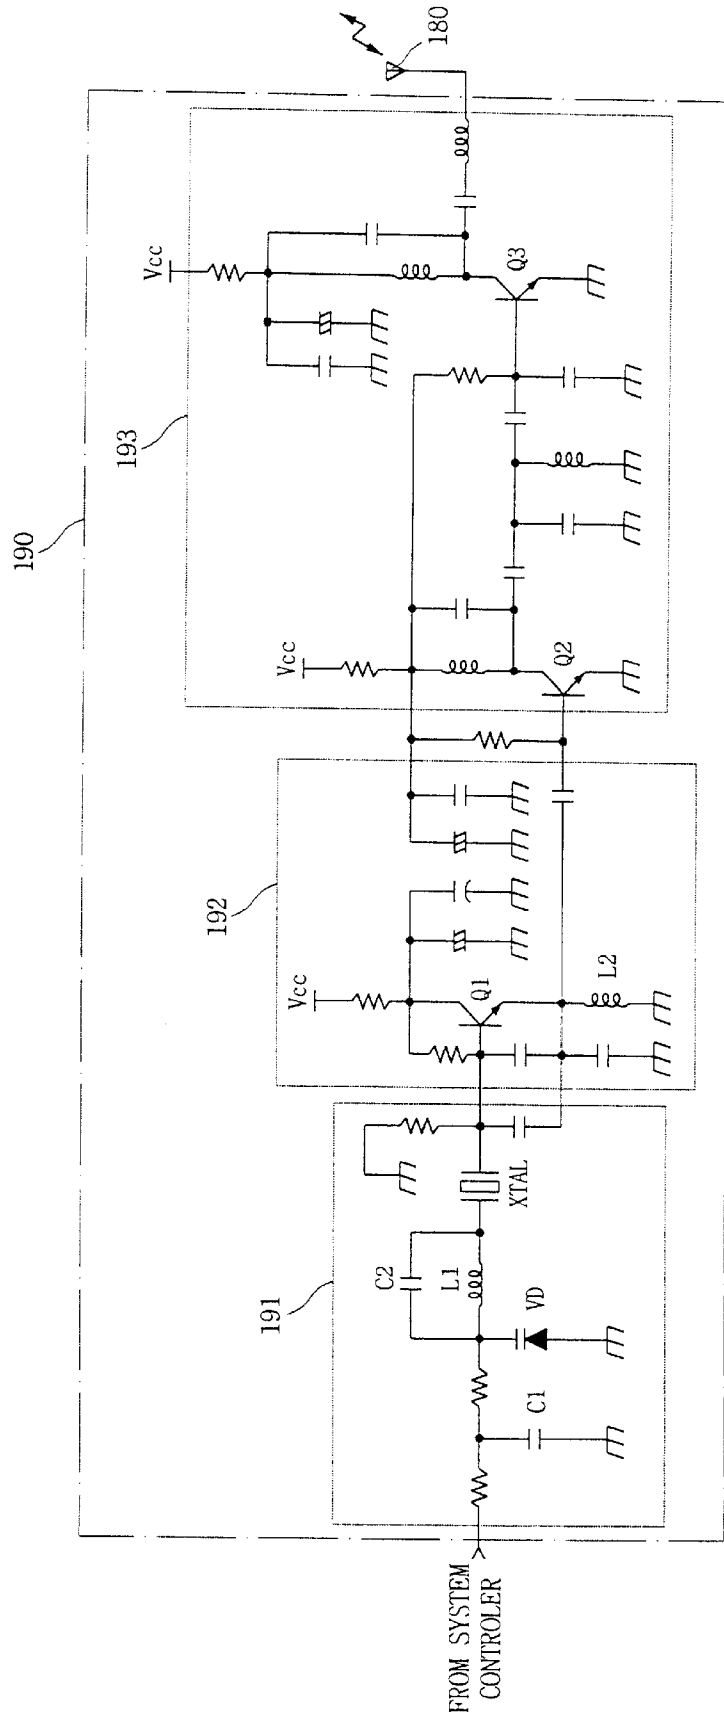 190
193
192
191
180
Vcc
Vcc
Vcc
Q3
Q2
Q1
L2
C2
L1
XTAL
VD
C1
FROM SYSTEM
CONTROLER